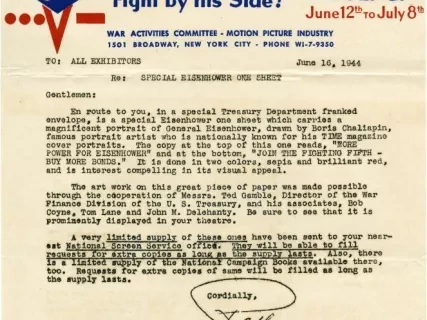 Fight by His Side?
June 12th to July 8th
WAR ACTIVITIES COMMITTEE - MOTION PICTURE INDUSTRY
1501 BROADWAY, NEW YORK CITY - PHONE WI-7-9350
TO: ALL EXHIBITORS June 16, 1944
Re: SPECIAL EISENHOWER ONE SHEET
Gentlemen:
En route to you, in a special Treasury Department franked
envelope, is a special Eisenhower one sheet which carries a
magnificent portrait of General Eisenhower, drawn by Boris Chaliapin,
famous portrait artist who is nationally known for his TIME magazine
cover portraits. The copy at the top of this one reads, "MORE
POWER FOR EISENHOWER" and at the bottom, "JOIN THE FIGHTING FIFTH -
BUY MORE BONDS." It is done in two colors, sepia and brilliant red,
and is interest compelling in its visual appeal.
The art work on this great piece of paper was made possible
through the cooperation of Messrs. Ted Gamble, Director of the War
Finance Division of the U. S. Treasury, and his associates, Bob
Coyne, Tom Lane and John M. Delehanty. Be sure to see that it is
prominently displayed in your theatre.
A very limited supply of these ones have been sent to your near-
est National Screen Service office. They will be able to fill
requests for extra copies as long as the supply lasts. Also, there
is a limited supply of the National Campaign Books available there,
too. Requests for extra copies of same will be filled as long as
the supply lasts.
Cordially,